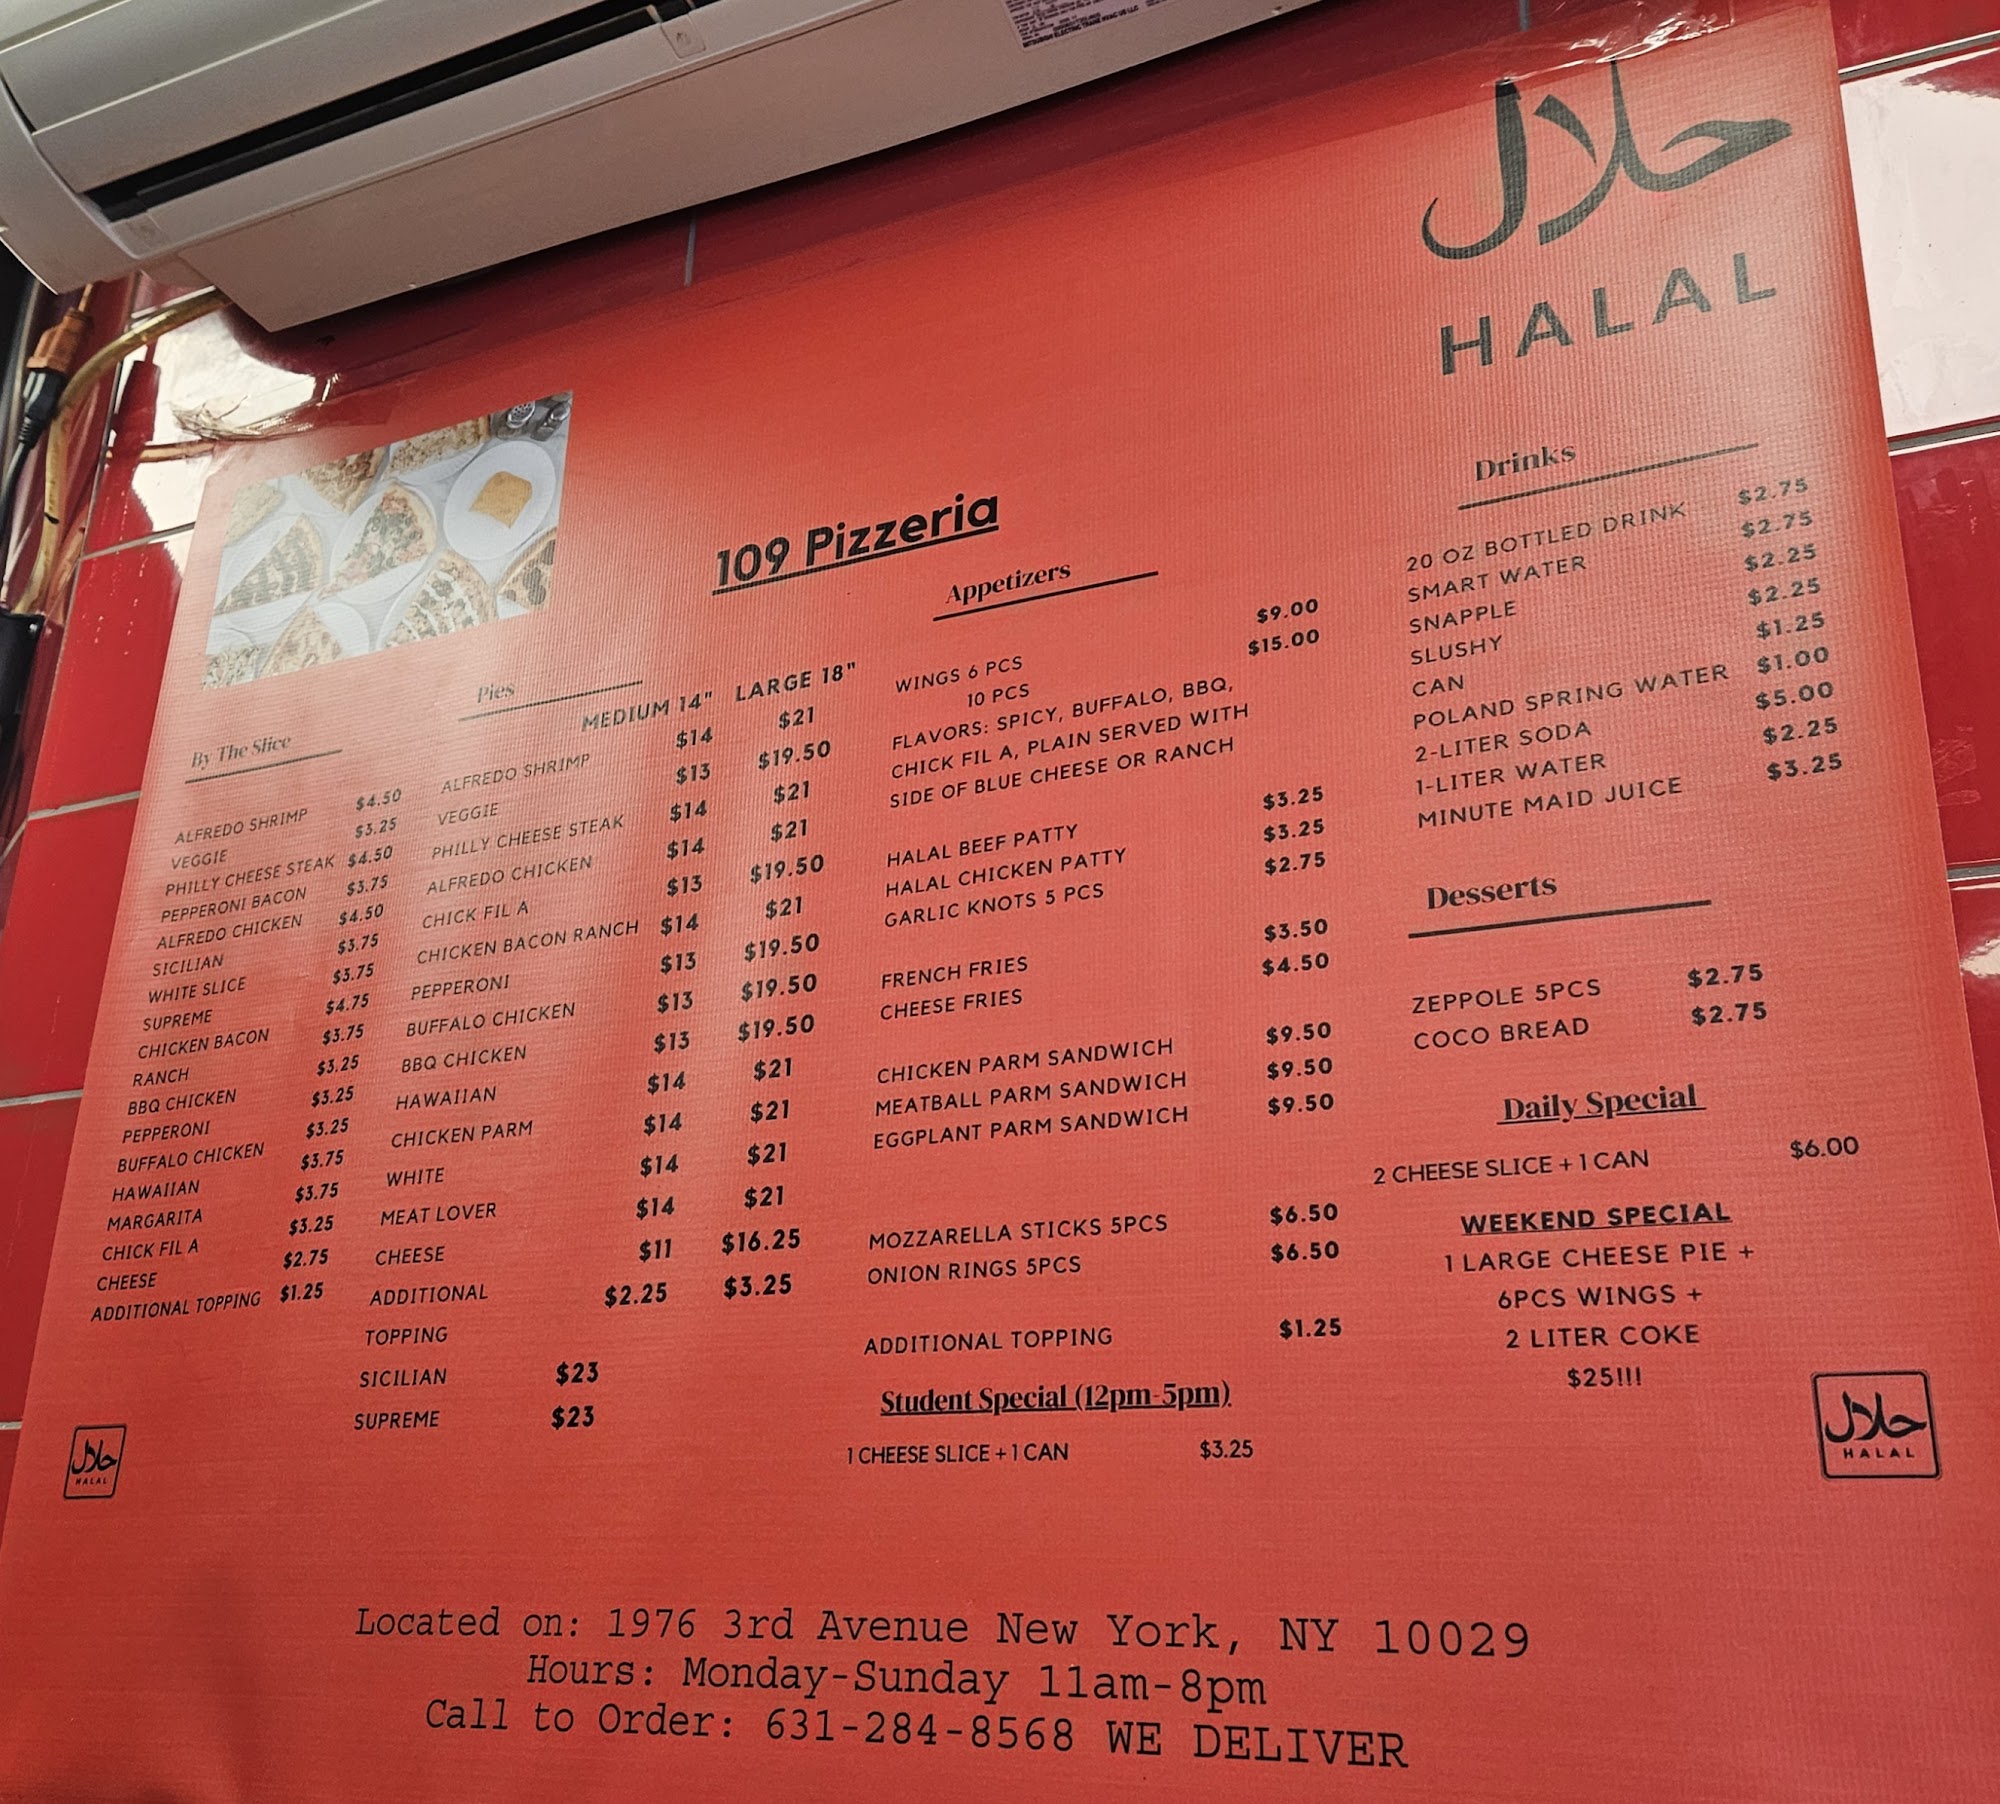 MITSUBISHI ELECTRIC TRANE HVAC US LLC
حلال
HALAL
109 Pizzeria
By The Slice
ALFREDO SHRIMP $4.50
VEGGIE $3.25
PHILLY CHEESE STEAK $4.50
PEPPERONI BACON $3.75
ALFREDO CHICKEN $4.50
SICILIAN $3.75
WHITE SLICE $3.75
SUPREME $4.75
CHICKEN BACON $3.75
RANCH
BBQ CHICKEN $3.25
PEPPERONI $3.25
BUFFALO CHICKEN $3.25
HAWAIIAN $3.75
MARGARITA $3.75
CHICK FIL A $3.25
CHEESE $2.75
ADDITIONAL TOPPING $1.25
Pies
MEDIUM 14" LARGE 18"
ALFREDO SHRIMP $14 $21
VEGGIE $13 $19.50
PHILLY CHEESE STEAK $14 $21
ALFREDO CHICKEN $14 $21
CHICK FIL A $13 $19.50
CHICKEN BACON RANCH $14 $21
PEPPERONI $13 $19.50
BUFFALO CHICKEN $13 $19.50
BBQ CHICKEN $13 $19.50
HAWAIIAN $14 $21
CHICKEN PARM $14 $21
WHITE $14 $21
MEAT LOVER $14 $21
CHEESE $11 $16.25
ADDITIONAL $2.25 $3.25
TOPPING
SICILIAN $23
SUPREME $23
Appetizers
WINGS 6 PCS $9.00
10 PCS $15.00
FLAVORS: SPICY, BUFFALO, BBQ,
CHICK FIL A, PLAIN SERVED WITH
SIDE OF BLUE CHEESE OR RANCH
HALAL BEEF PATTY $3.25
HALAL CHICKEN PATTY $3.25
GARLIC KNOTS 5 PCS $2.75
FRENCH FRIES $3.50
CHEESE FRIES $4.50
CHICKEN PARM SANDWICH $9.50
MEATBALL PARM SANDWICH $9.50
EGGPLANT PARM SANDWICH $9.50
MOZZARELLA STICKS 5PCS $6.50
ONION RINGS 5PCS $6.50
ADDITIONAL TOPPING $1.25
Student Special (12pm-5pm)
1 CHEESE SLICE + 1 CAN $3.25
Drinks
20 OZ BOTTLED DRINK $2.75
SMART WATER $2.75
SNAPPLE $2.25
SLUSHY $2.25
CAN $1.25
POLAND SPRING WATER $1.00
2-LITER SODA $5.00
1-LITER WATER $2.25
MINUTE MAID JUICE $3.25
Desserts
ZEPPOLE 5PCS $2.75
COCO BREAD $2.75
Daily Special
2 CHEESE SLICE + 1 CAN $6.00
WEEKEND SPECIAL
1 LARGE CHEESE PIE +
6PCS WINGS +
2 LITER COKE
$25!!!
حلال
HALAL
حلال
HALAL
Located on: 1976 3rd Avenue New York, NY 10029
Hours: Monday-Sunday 11am-8pm
Call to Order: 631-284-8568 WE DELIVER